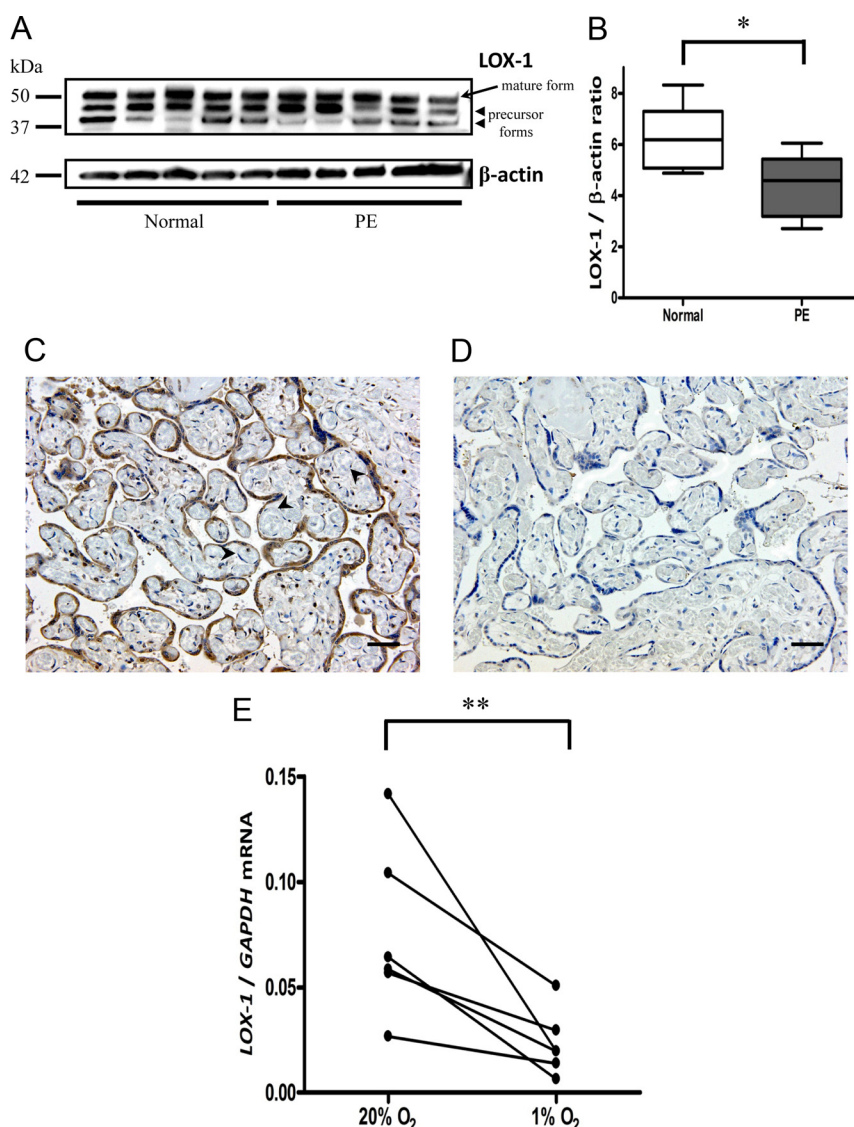 A
kDa
LOX-1
50
mature form
precursor
forms
37
42
β-actin
Normal
PE
B
*
LOX-1 / β-actin ratio
8
6
4
2
0
Normal
PE
C
D
E
**
LOX-1 / GAPDH mRNA
0.15
0.10
0.05
0.00
20% O₂
1% O₂